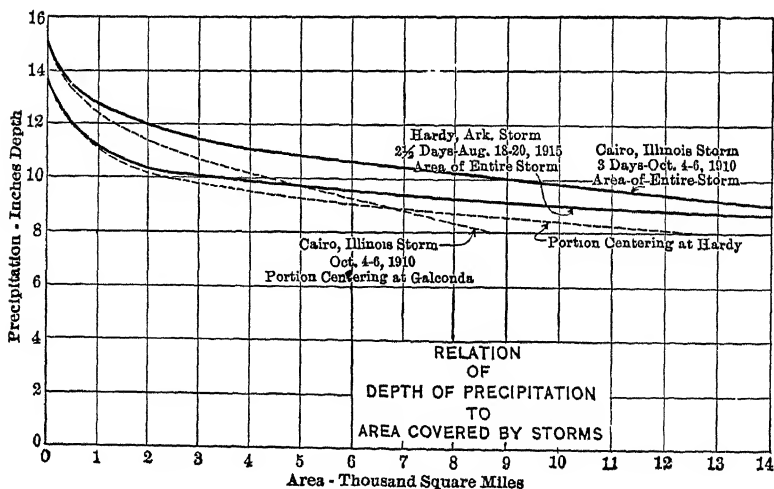 16
14
12
10
8
6
4
2
0
Precipitation - Inches Depth
Hardy, Ark. Storm
2½ Days-Aug. 18-20, 1915
Area of Entire Storm
Cairo, Illinois Storm
3 Days-Oct. 4-6, 1910
Area of Entire Storm
Cairo, Illinois Storm
Oct. 4-6, 1910
Portion Centering at Galconda
Portion Centering at Hardy
RELATION
OF
DEPTH OF PRECIPITATION
TO
AREA COVERED BY STORMS
0 1 2 3 4 5 6 7 8 9 10 11 12 13 14
Area - Thousand Square Miles